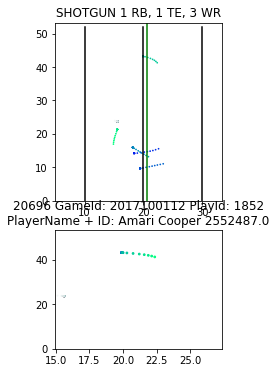 SHOTGUN 1 RB, 1 TE, 3 WR
50
40
30
20
10
0
10 20 30
20696 GameId: 2017100112 PlayId: 1852
PlayerName + ID: Amari Cooper 2552487.0
40
20
0
15.0 17.5 20.0 22.5 25.0